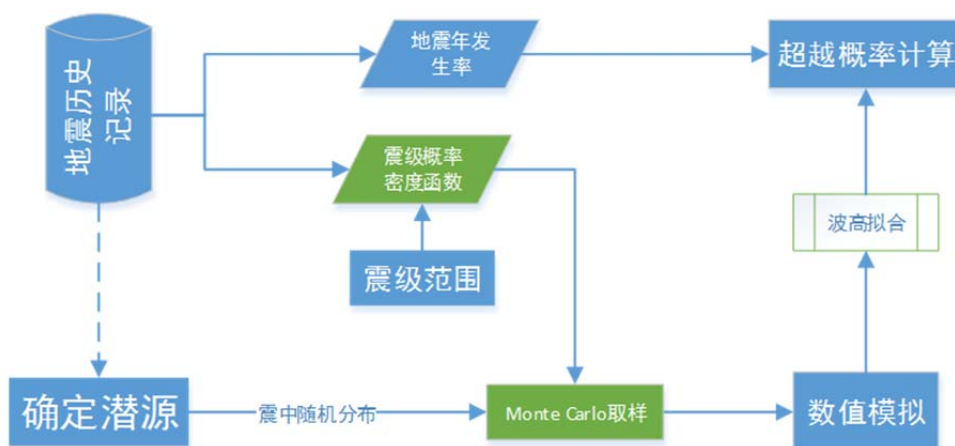 地震历史
记录
地震年发
生率
超越概率计算
震级概率
密度函数
波高拟合
震级范围
确定潜源
震中随机分布
Monte Carlo取样
数值模拟